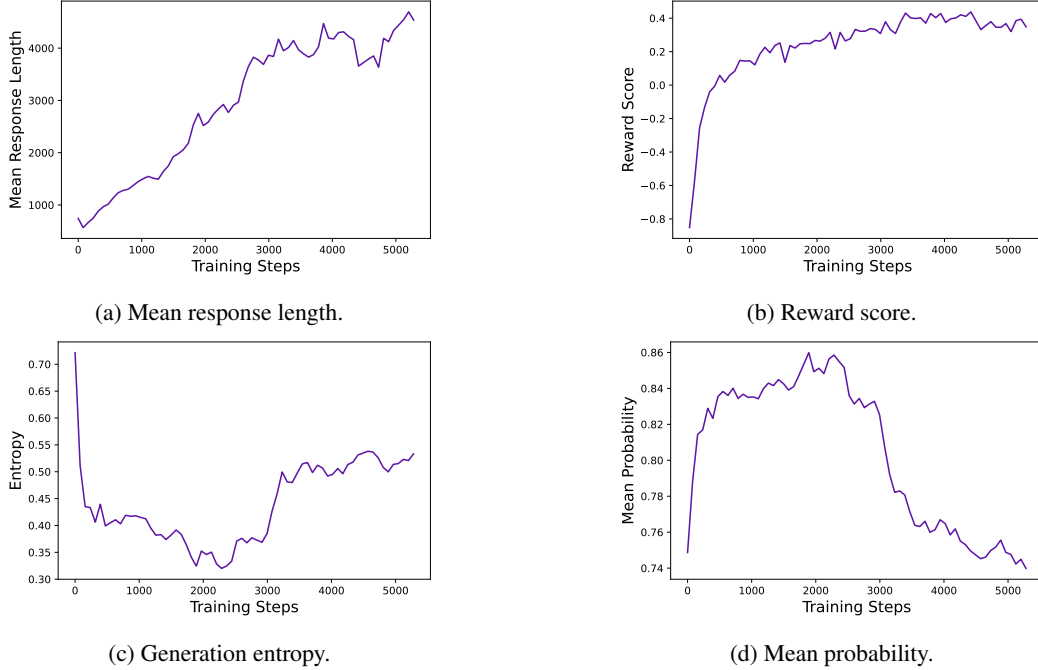 Mean Response Length
4000
3000
2000
1000
0 1000 2000 3000 4000 5000
Training Steps
(a) Mean response length.
Reward Score
0.4
0.2
0.0
−0.2
−0.4
−0.6
−0.8
0 1000 2000 3000 4000 5000
Training Steps
(b) Reward score.
Entropy
0.70
0.65
0.60
0.55
0.50
0.45
0.40
0.35
0.30
0 1000 2000 3000 4000 5000
Training Steps
(c) Generation entropy.
Mean Probability
0.86
0.84
0.82
0.80
0.78
0.76
0.74
0 1000 2000 3000 4000 5000
Training Steps
(d) Mean probability.